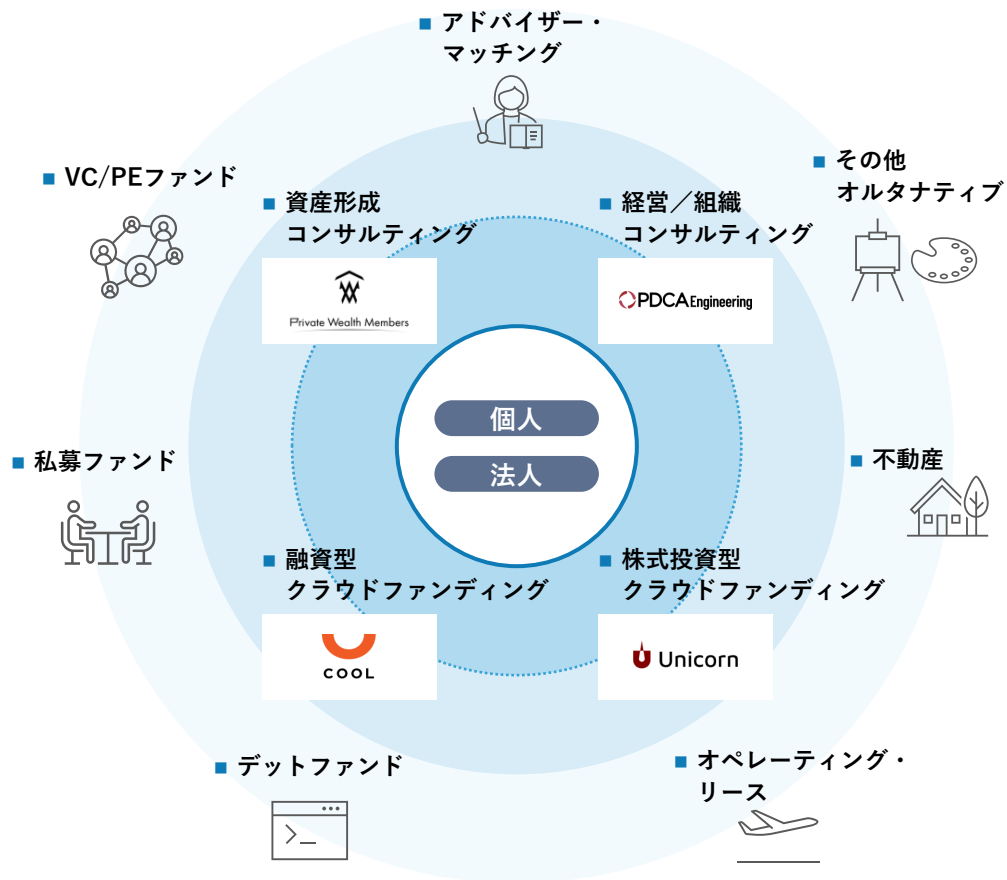 ■ アドバイザー・
マッチング
■ VC/PEファンド
■ その他
オルタナティブ
■ 資産形成
コンサルティング
Private Wealth Members
■ 経営／組織
コンサルティング
PDCA Engineering
個人
法人
■ 私募ファンド
■ 不動産
■ 融資型
クラウドファンディング
COOL
■ 株式投資型
クラウドファンディング
Unicorn
■ デットファンド
■ オペレーティング・
リース